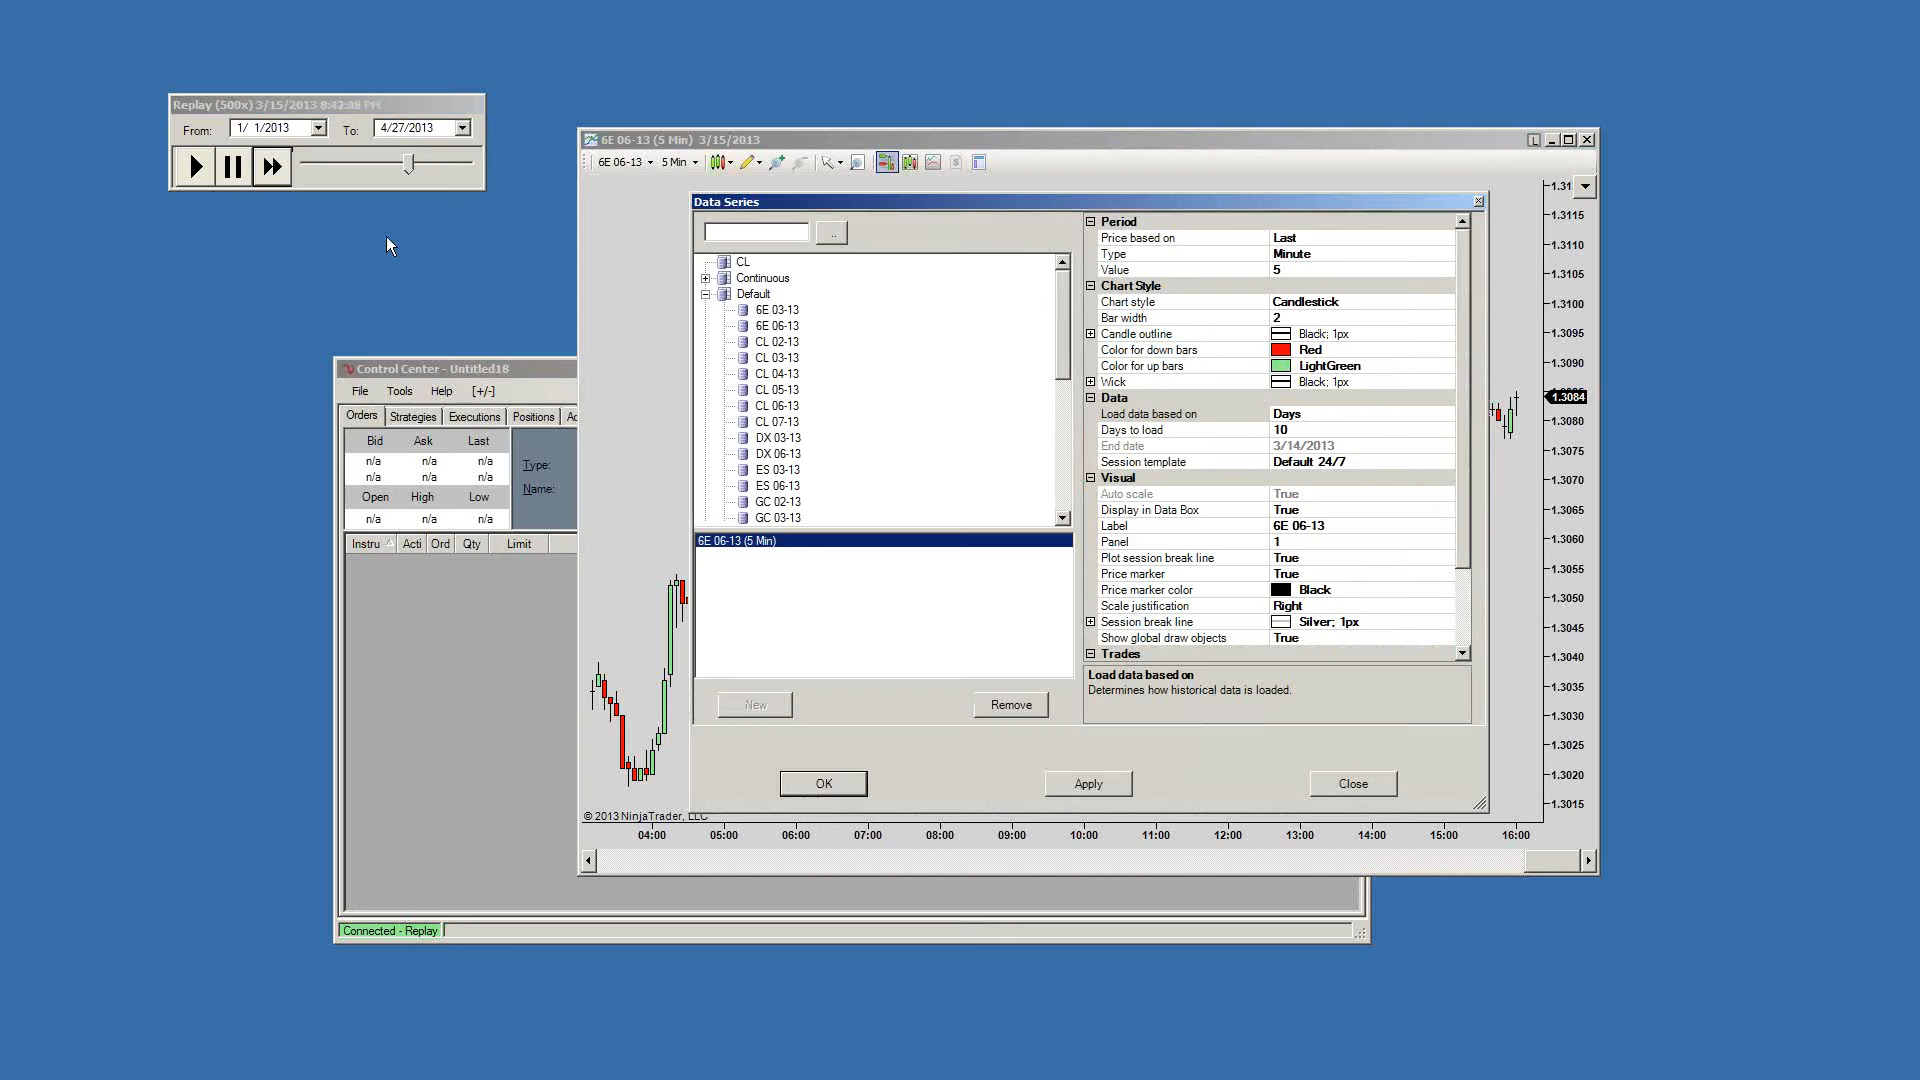 Replay (500x) 3/15/2013 8:42:08 PM
From: 1/ 1/2013 To: 4/27/2013
6E 06-13 (5 Min) 3/15/2013
6E 06-13 5 Min
Data Series
..
CL
Continuous
Default
6E 03-13
6E 06-13
CL 02-13
CL 03-13
CL 04-13
CL 05-13
CL 06-13
CL 07-13
DX 03-13
DX 06-13
ES 03-13
ES 06-13
GC 02-13
GC 03-13
6E 06-13 (5 Min)
New Remove
Period
Price based on Last
Type Minute
Value 5
Chart Style
Chart style Candlestick
Bar width 2
Candle outline Black; 1px
Color for down bars Red
Color for up bars LightGreen
Wick Black; 1px
Data
Load data based on Days
Days to load 10
End date 3/14/2013
Session template Default 24/7
Visual
Auto scale True
Display in Data Box True
Label 6E 06-13
Panel 1
Plot session break line True
Price marker True
Price marker color Black
Scale justification Right
Session break line Silver; 1px
Show global draw objects True
Trades
Load data based on
Determines how historical data is loaded.
OK Apply Close
1.3115
1.3110
1.3105
1.3100
1.3095
1.3090
1.3084
1.3080
1.3075
1.3070
1.3065
1.3060
1.3055
1.3050
1.3045
1.3040
1.3035
1.3030
1.3025
1.3020
1.3015
© 2013 NinjaTrader, LLC
04:00 05:00 06:00 07:00 08:00 09:00 10:00 11:00 12:00 13:00 14:00 15:00 16:00
Control Center - Untitled18
File Tools Help [+/-]
Orders Strategies Executions Positions Ac
Bid Ask Last
n/a n/a n/a
n/a n/a n/a
Open High Low
n/a n/a n/a
Type:
Name:
Instru Acti Ord Qty Limit
Connected - Replay